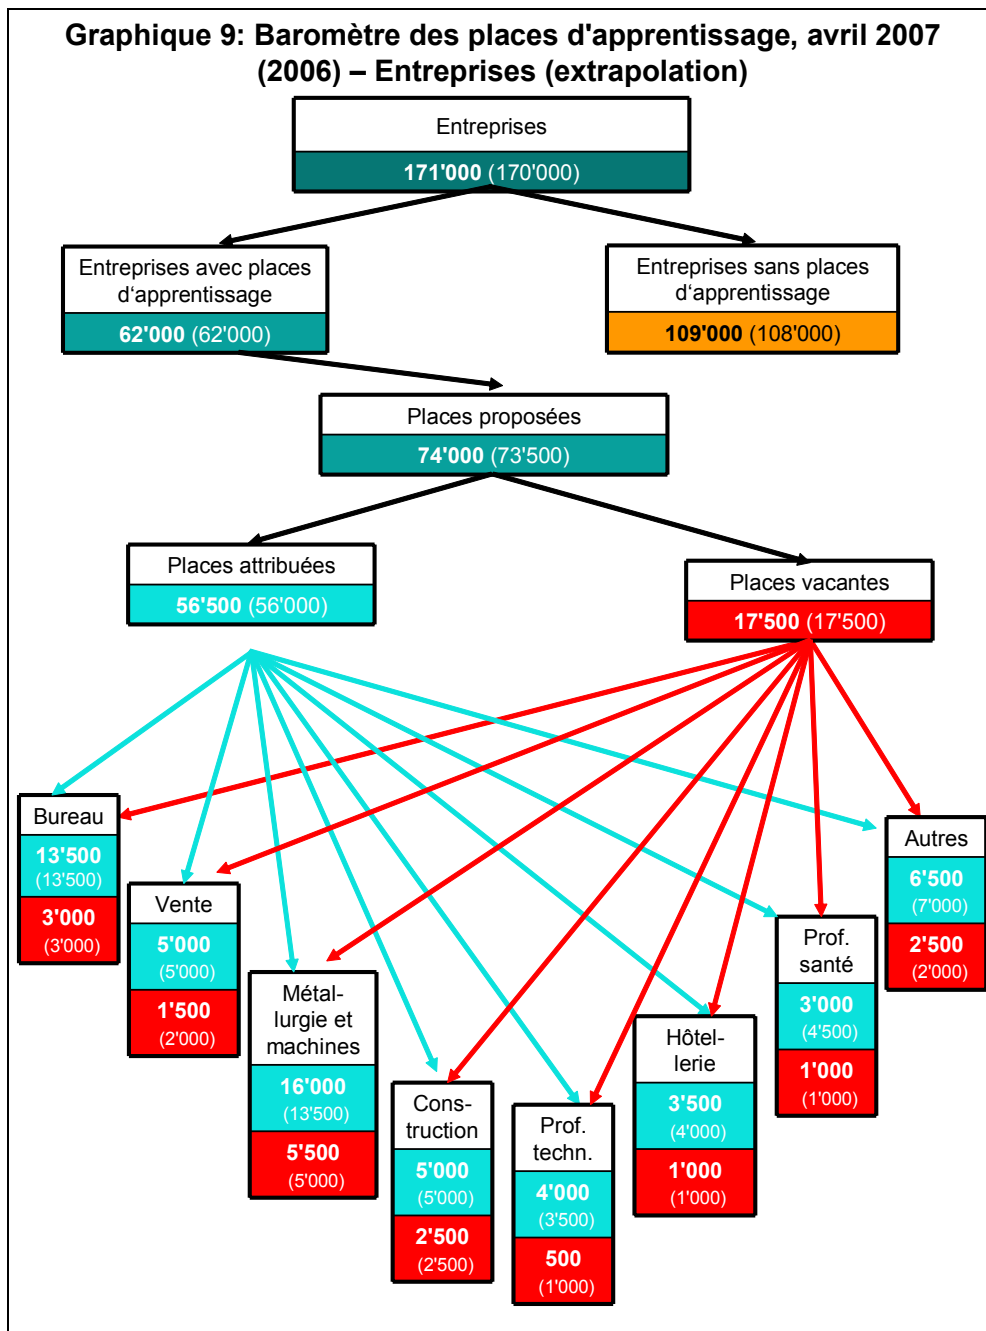 Graphique 9: Baromètre des places d'apprentissage, avril 2007
(2006) – Entreprises (extrapolation)
Entreprises
171'000 (170'000)
Entreprises avec places
d‘apprentissage
62'000 (62'000)
Entreprises sans places
d‘apprentissage
109'000 (108'000)
Places proposées
74'000 (73'500)
Places attribuées
56'500 (56'000)
Places vacantes
17'500 (17'500)
Bureau
13'500
(13'500)
3'000
(3'000)
Vente
5'000
(5'000)
1'500
(2'000)
Métal-
lurgie et
machines
16'000
(13'500)
5'500
(5'000)
Cons-
truction
5'000
(5'000)
2'500
(2'500)
Prof.
techn.
4'000
(3'500)
500
(1'000)
Hôtel-
lerie
3'500
(4'000)
1'000
(1'000)
Prof.
santé
3'000
(4'500)
1'000
(1'000)
Autres
6'500
(7'000)
2'500
(2'000)